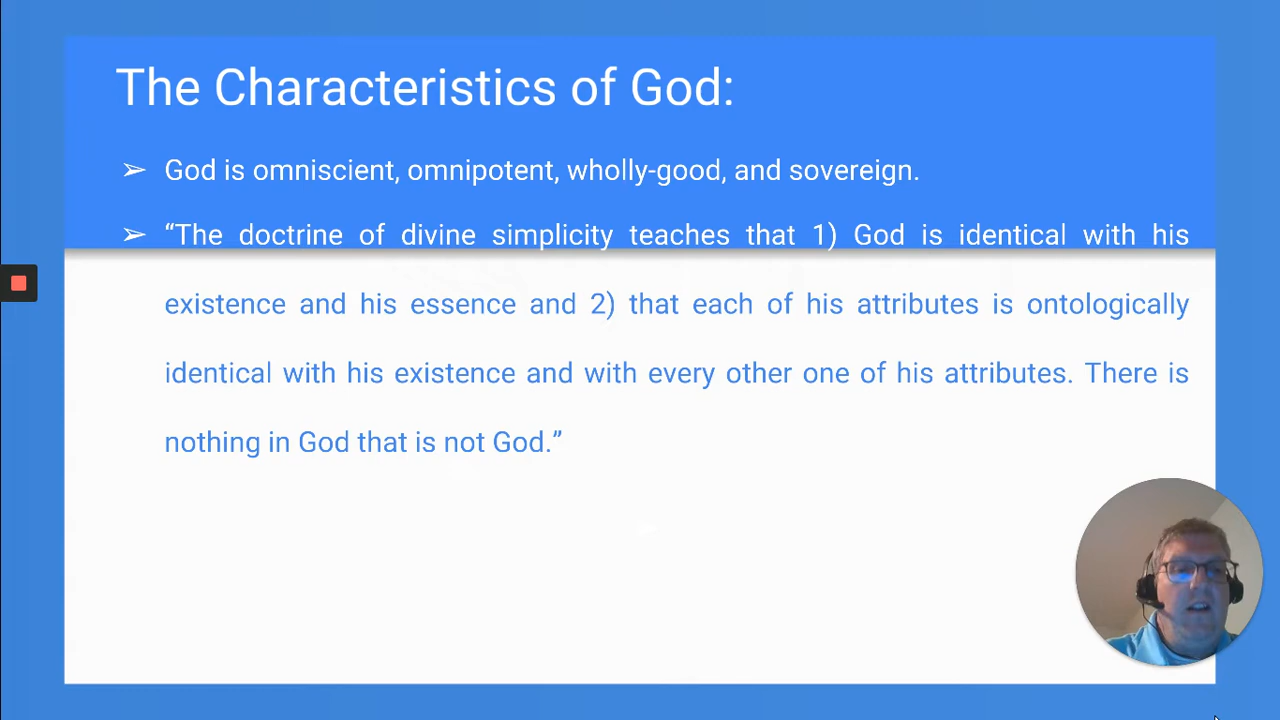 The Characteristics of God:
➢ God is omniscient, omnipotent, wholly-good, and sovereign.
➢ “The doctrine of divine simplicity teaches that 1) God is identical with his
existence and his essence and 2) that each of his attributes is ontologically
identical with his existence and with every other one of his attributes. There is
nothing in God that is not God.”